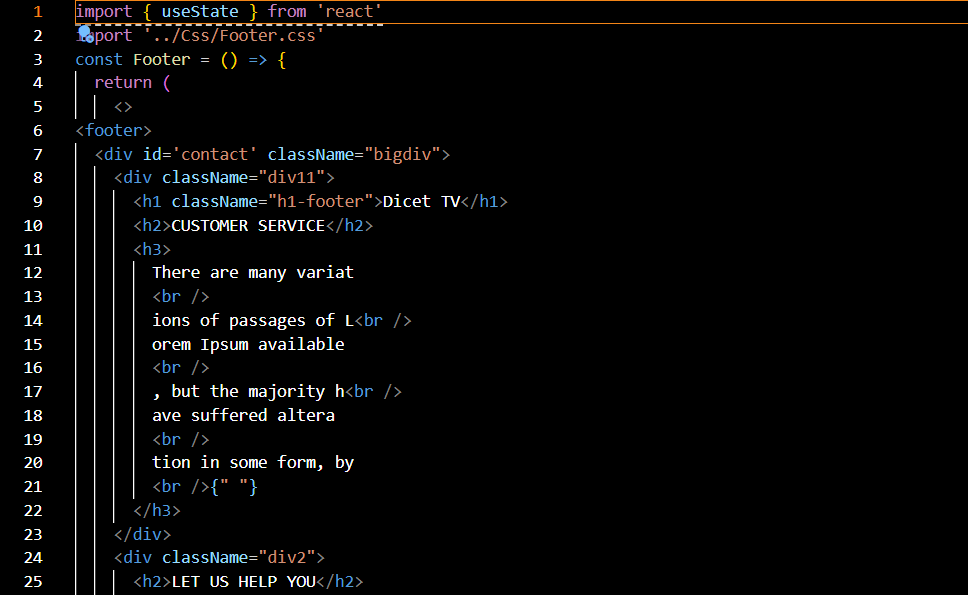 1 import { useState } from 'react'
2 import '../Css/Footer.css'
3 const Footer = () => {
4 return (
5 <>
6 <footer>
7 <div id='contact' className="bigdiv">
8 <div className="div11">
9 <h1 className="h1-footer">Dicet TV</h1>
10 <h2>CUSTOMER SERVICE</h2>
11 <h3>
12 There are many variat
13 <br />
14 ions of passages of L<br />
15 orem Ipsum available
16 <br />
17 , but the majority h<br />
18 ave suffered altera
19 <br />
20 tion in some form, by
21 <br />{" "}
22 </h3>
23 </div>
24 <div className="div2">
25 <h2>LET US HELP YOU</h2>